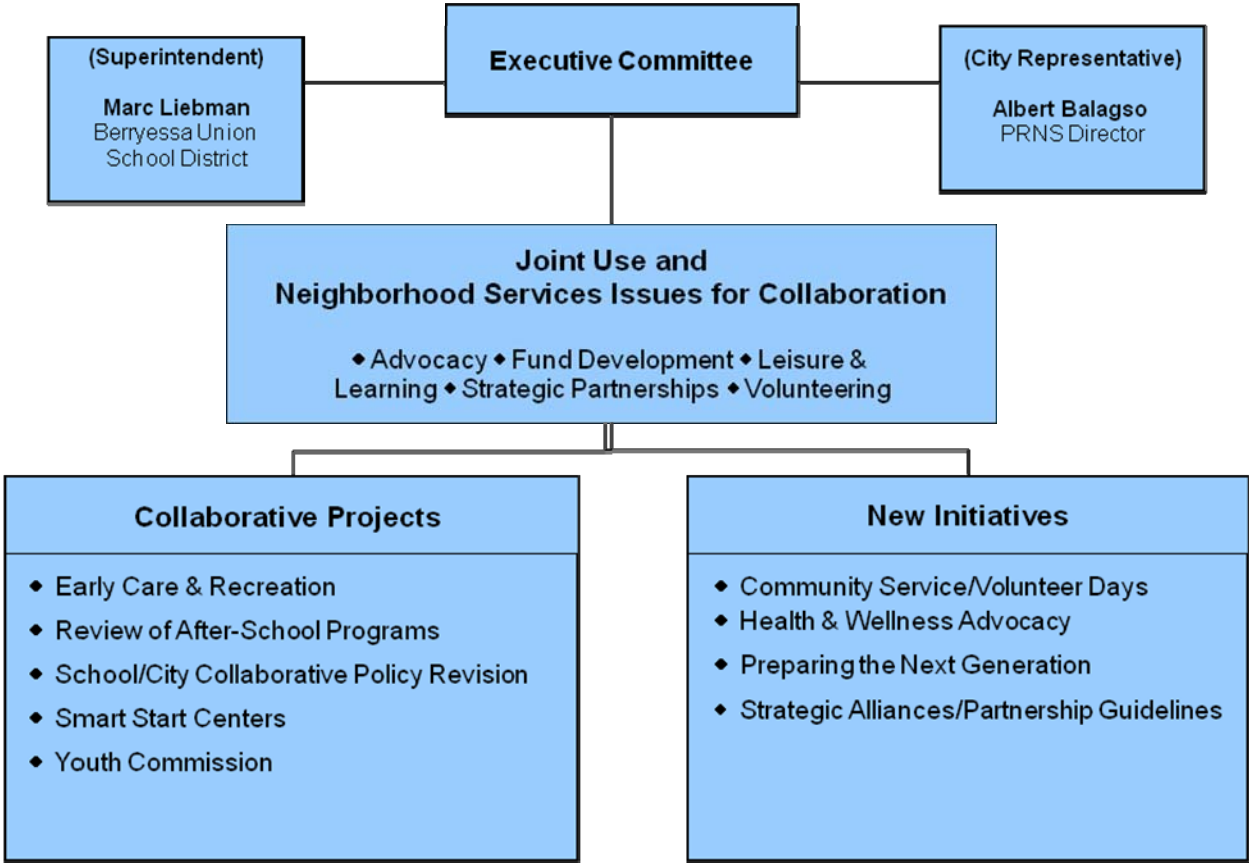 (Superintendent)
Marc Liebman
Berryessa Union
School District
Executive Committee
(City Representative)
Albert Balagso
PRNS Director
Joint Use and
Neighborhood Services Issues for Collaboration
◆ Advocacy ◆ Fund Development ◆ Leisure &
Learning ◆ Strategic Partnerships ◆ Volunteering
Collaborative Projects
◆ Early Care & Recreation
◆ Review of After-School Programs
◆ School/City Collaborative Policy Revision
◆ Smart Start Centers
◆ Youth Commission
New Initiatives
◆ Community Service/Volunteer Days
◆ Health & Wellness Advocacy
◆ Preparing the Next Generation
◆ Strategic Alliances/Partnership Guidelines